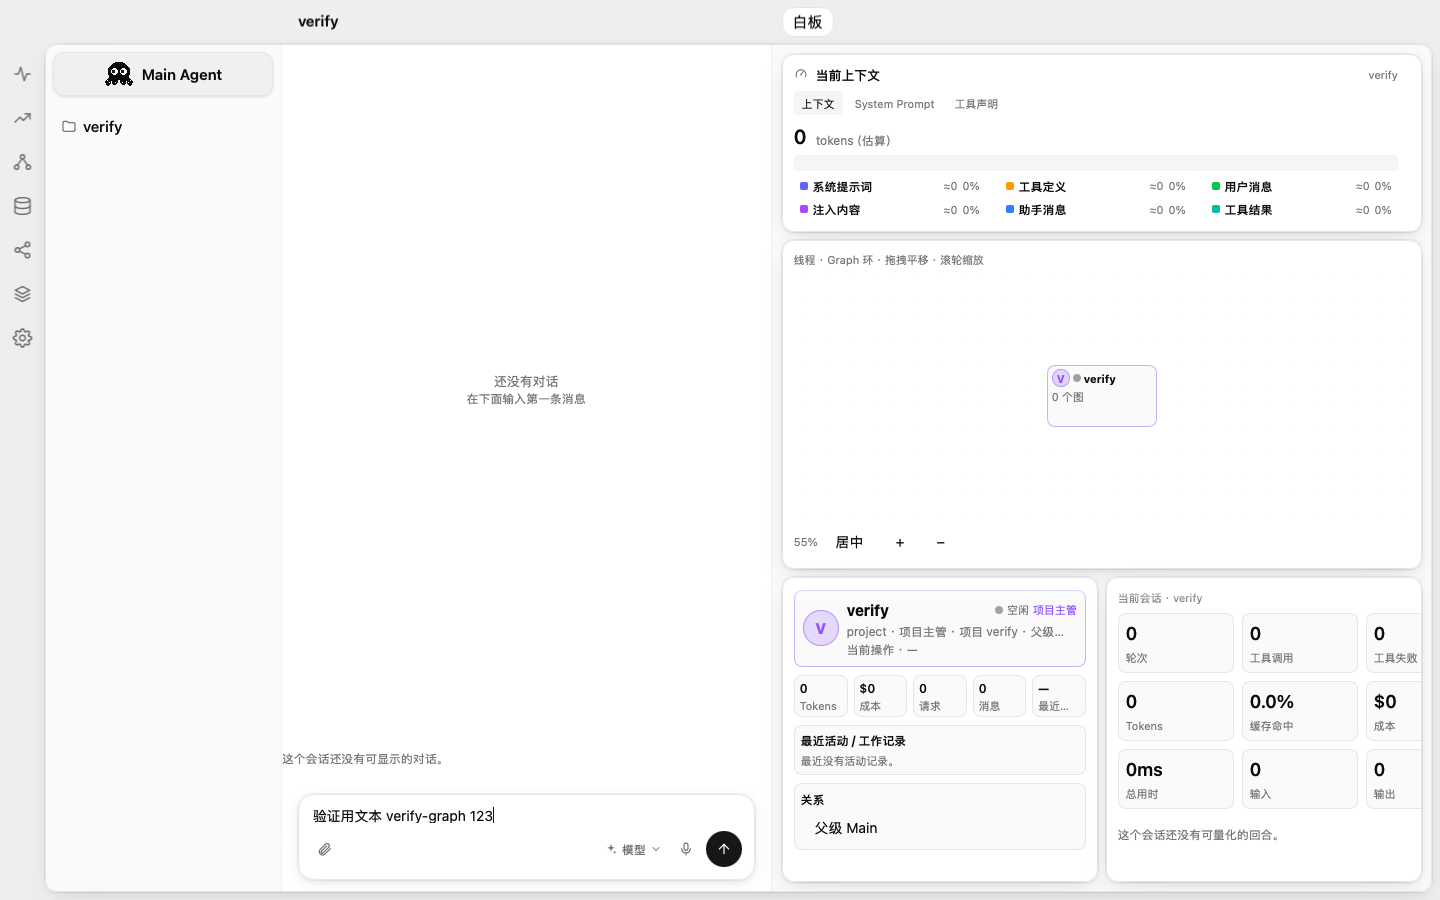 verify
白板
Main Agent
verify
还没有对话
在下面输入第一条消息
这个会话还没有可显示的对话。
验证用文本 verify-graph 123
模型
当前上下文
verify
上下文 System Prompt 工具声明
0 tokens (估算)
系统提示词 ≈0 0% 工具定义 ≈0 0% 用户消息 ≈0 0%
注入内容 ≈0 0% 助手消息 ≈0 0% 工具结果 ≈0 0%
线程 · Graph 环 · 拖拽平移 · 滚轮缩放
V verify
0 个图
55% 居中 + −
V
verify 空闲 项目主管
project · 项目主管 · 项目 verify · 父级…
当前操作 · —
0 $0 0 0 —
Tokens 成本 请求 消息 最近…
最近活动 / 工作记录
最近没有活动记录。
关系
父级 Main
当前会话 · verify
0 0 0
轮次 工具调用 工具失败
0 0.0% $0
Tokens 缓存命中 成本
0ms 0 0
总用时 输入 输出
这个会话还没有可量化的回合。